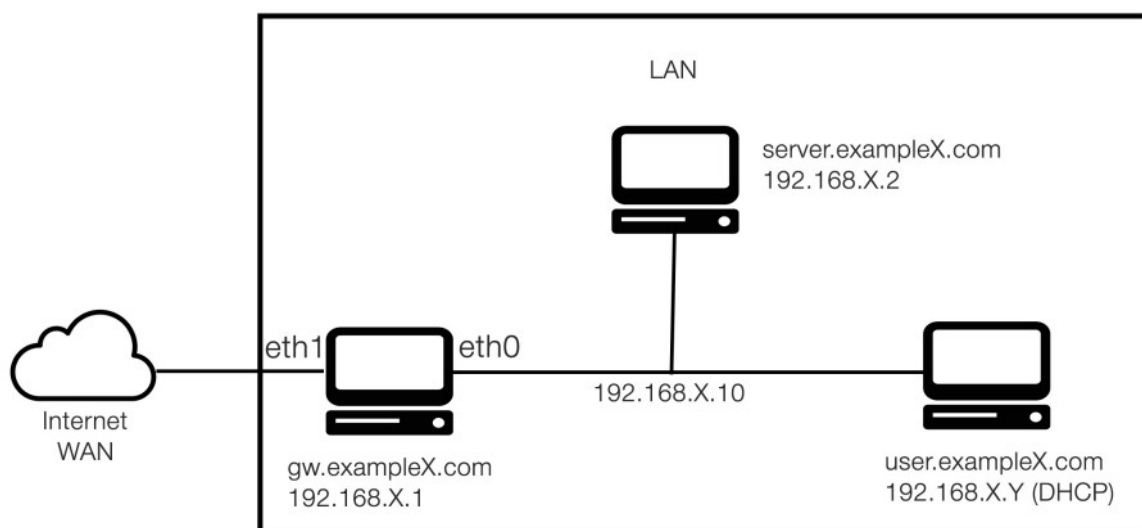 LAN
server.exampleX.com
192.168.X.2
eth1
eth0
192.168.X.10
Internet
WAN
gw.exampleX.com
192.168.X.1
user.exampleX.com
192.168.X.Y (DHCP)